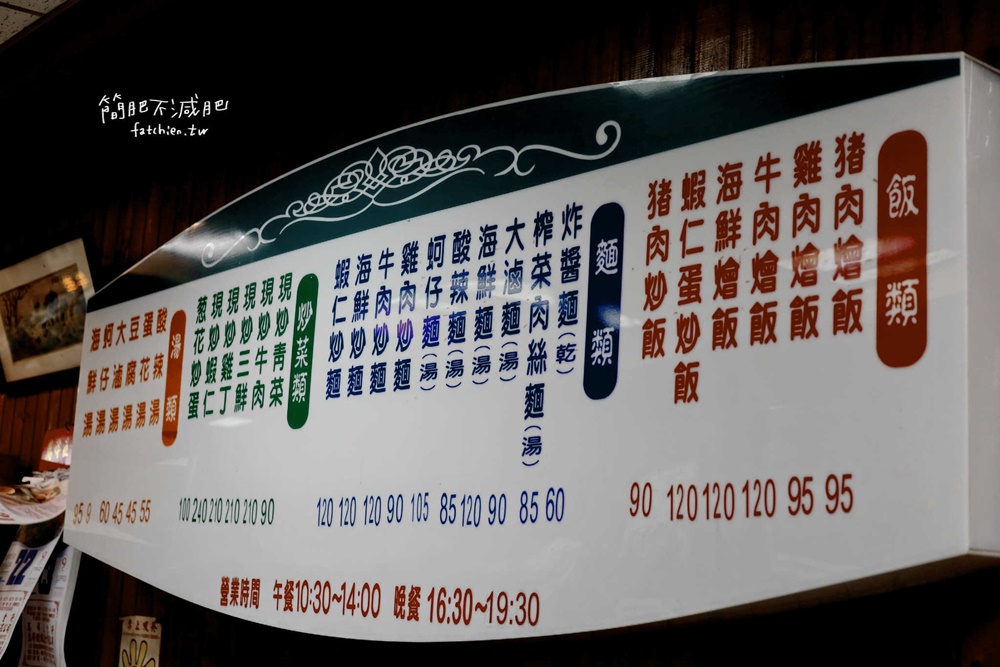 簡肥不減肥
fatchien.tw
飯類
猪肉燴飯
雞肉燴飯
牛肉燴飯
海鮮燴飯
蝦仁蛋炒飯
猪肉炒飯
90 120 120 120 95 95
麵類
炸醬麵(乾)
榨菜肉絲麵(湯)
大滷麵(湯)
海鮮麵(湯)
酸辣麵(湯)
蚵仔麵(湯)
雞肉炒麵
牛肉炒麵
海鮮炒麵
蝦仁炒麵
120 120 120 90 105 85 120 90 85 60
炒菜類
現炒青菜
現炒牛肉
現炒三鮮
現炒雞丁
現炒蝦仁
葱花炒蛋
100 240 210 210 210 90
湯類
酸辣湯
蛋花湯
豆腐湯
大滷湯
蚵仔湯
海鮮湯
95 9 60 45 45 55
營業時間 午餐10:30~14:00 晚餐 16:30~19:30
22